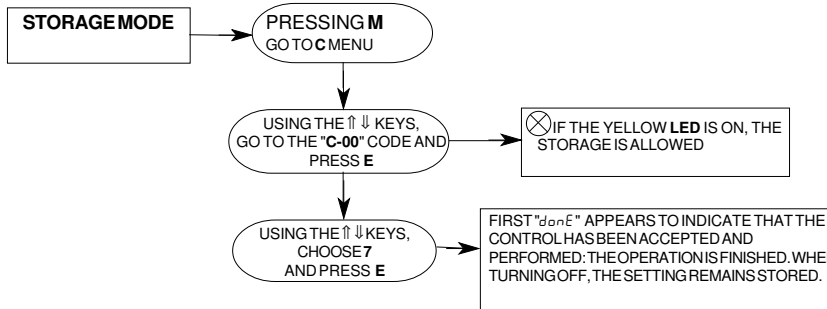 STORAGE MODE
PRESSING M
GO TO C MENU
USING THE ⇑ ⇓ KEYS,
GO TO THE "C-00" CODE AND
PRESS E
IF THE YELLOW LED IS ON, THE
STORAGE IS ALLOWED
USING THE ⇑ ⇓ KEYS,
CHOOSE 7
AND PRESS E
FIRST "donE" APPEARS TO INDICATE THAT THE
CONTROL HAS BEEN ACCEPTED AND
PERFORMED: THE OPERATION IS FINISHED. WHE
TURNING OFF, THE SETTING REMAINS STORED.